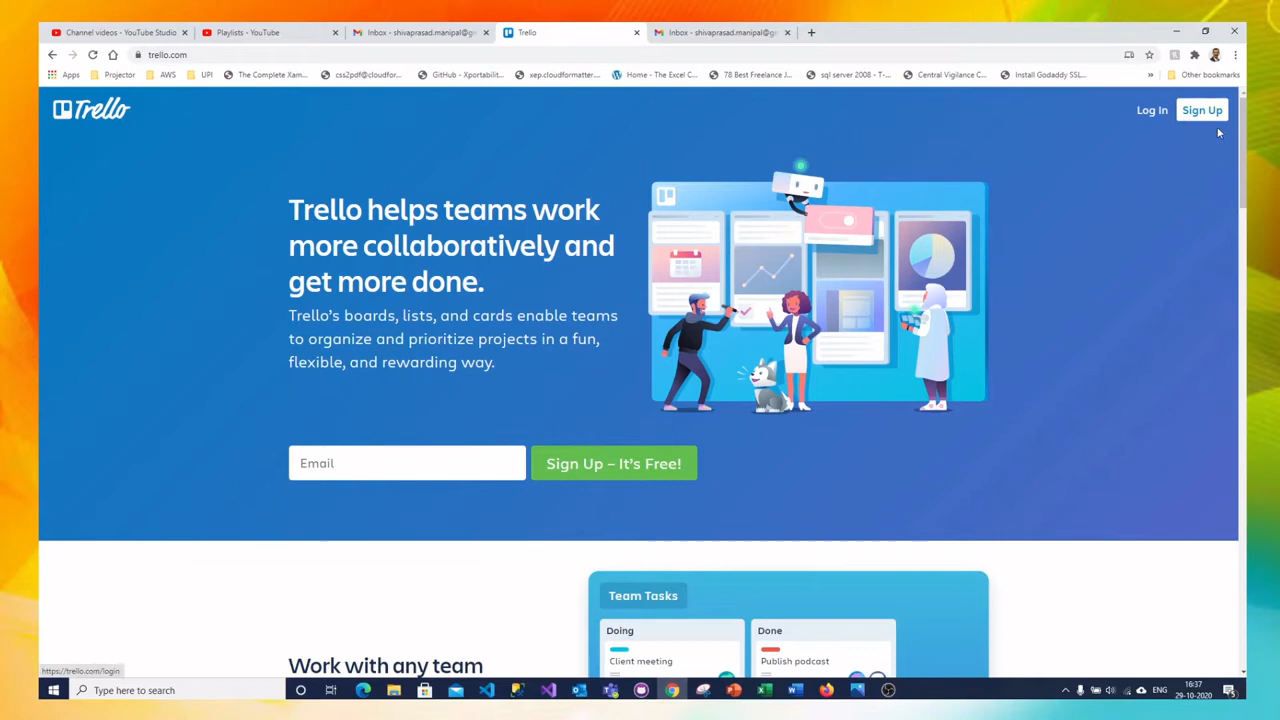 Channel videos - YouTube Studio
Playlists - YouTube
Inbox - shivaprasad.manipal@g
Trello
Inbox - shivaprasad.manipal@g
trello.com
Apps
Projector
AWS
UPI
The Complete Xam...
css2pdf@cloudfor...
GitHub - Xportabilit...
xep.cloudformatter...
Home - The Excel C...
78 Best Freelance J...
sql server 2008 - T-...
Central Vigilance C...
Install Godaddy SSL...
»
Other bookmarks
Trello
Log In
Sign Up
Trello helps teams work
more collaboratively and
get more done.
Trello's boards, lists, and cards enable teams
to organize and prioritize projects in a fun,
flexible, and rewarding way.
Email
Sign Up – It's Free!
Team Tasks
Doing
Done
Client meeting
Publish podcast
Work with any team
https://trello.com/login
Type here to search
ENG
16:37
29-10-2020